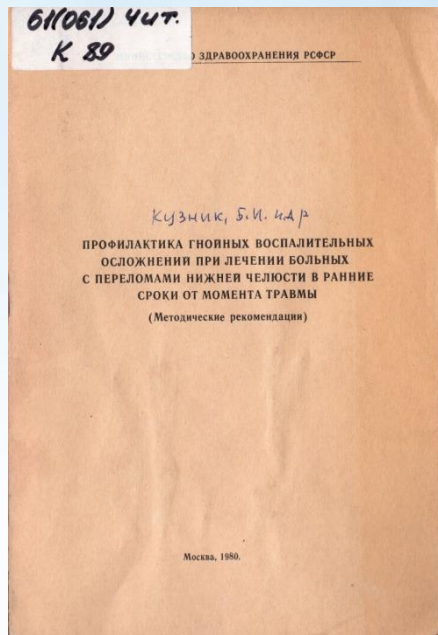 61(061) Чит.
К 89
О ЗДРАВООХРАНЕНИЯ РСФСР
Кузник, Б.И. и др
ПРОФИЛАКТИКА ГНОЙНЫХ ВОСПАЛИТЕЛЬНЫХ
ОСЛОЖНЕНИЙ ПРИ ЛЕЧЕНИИ БОЛЬНЫХ
С ПЕРЕЛОМАМИ НИЖНЕЙ ЧЕЛЮСТИ В РАННИЕ
СРОКИ ОТ МОМЕНТА ТРАВМЫ
(Методические рекомендации)
Москва, 1980.